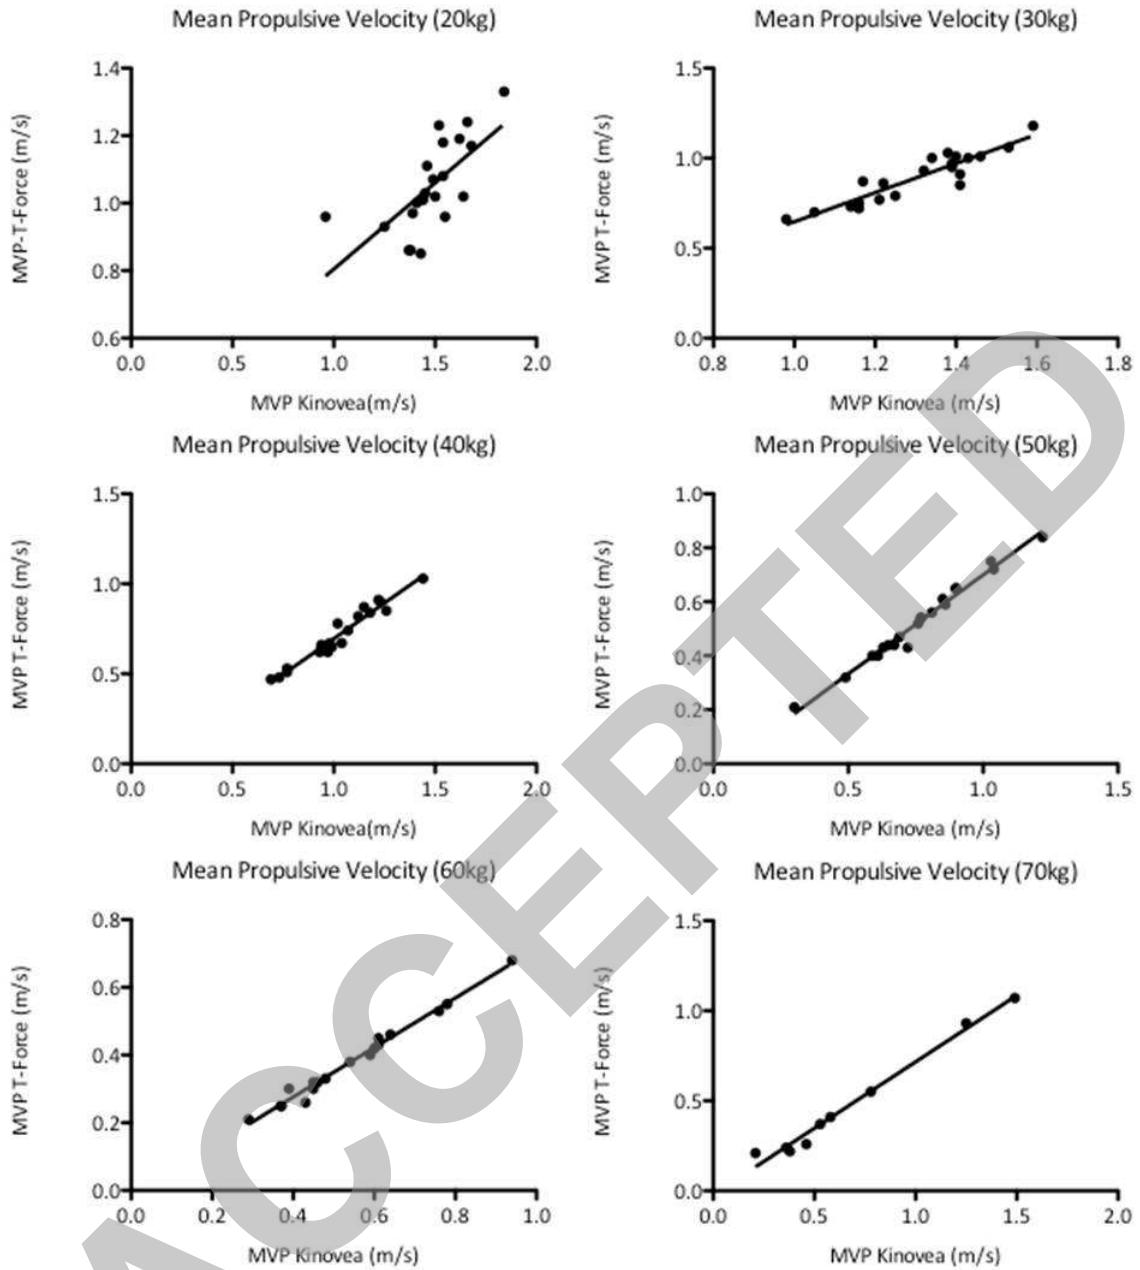 Mean Propulsive Velocity (20kg)
MVP-T-Force (m/s)
1.4
1.2
1.0
0.8
0.6
0.0 0.5 1.0 1.5 2.0
MVP Kinovea(m/s)
Mean Propulsive Velocity (30kg)
MVP T-Force (m/s)
1.5
1.0
0.5
0.0
0.8 1.0 1.2 1.4 1.6 1.8
MVP Kinovea (m/s)
Mean Propulsive Velocity (40kg)
MVP T-Force (m/s)
1.5
1.0
0.5
0.0
0.0 0.5 1.0 1.5 2.0
MVP Kinovea(m/s)
Mean Propulsive Velocity (50kg)
MVP T-Force (m/s)
1.0
0.8
0.6
0.4
0.2
0.0
0.0 0.5 1.0 1.5
MVP Kinovea (m/s)
Mean Propulsive Velocity (60kg)
MVP T-Force (m/s)
0.8
0.6
0.4
0.2
0.0
0.0 0.2 0.4 0.6 0.8 1.0
MVP Kinovea (m/s)
Mean Propulsive Velocity (70kg)
MVP T-Force (m/s)
1.5
1.0
0.5
0.0
0.0 0.5 1.0 1.5 2.0
MVP Kinovea (m/s)
ACCEPTED